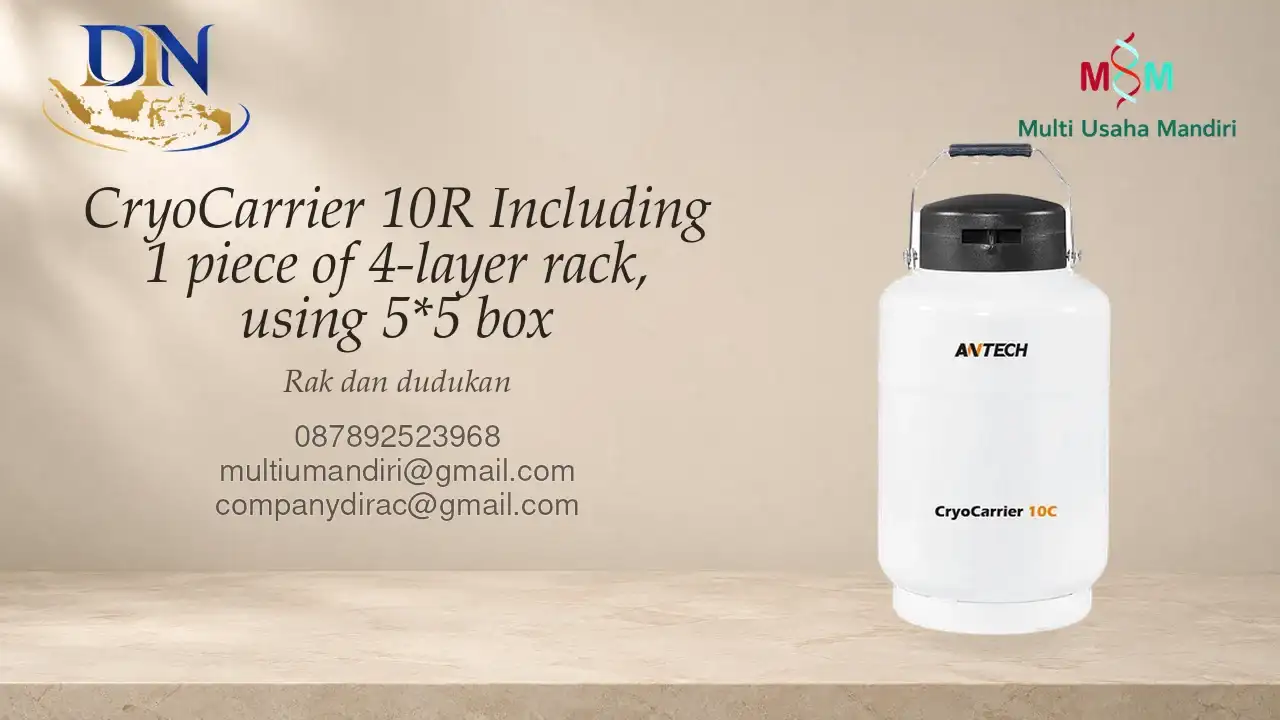 DN
MSM
Multi Usaha Mandiri
CryoCarrier 10R Including
1 piece of 4-layer rack,
using 5*5 box
Rak dan dudukan
087892523968
multiumandiri@gmail.com
companydirac@gmail.com
ANTECH
CryoCarrier 10C